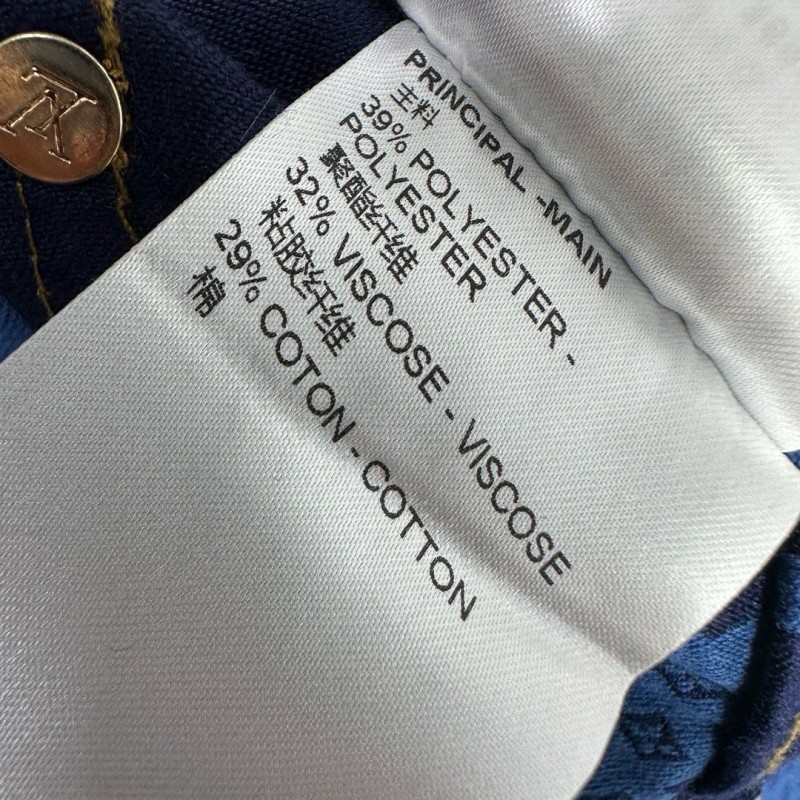 PRINCIPAL -MAIN
主料
39% POLYESTER -
POLYESTER
聚酯纤维
32% VISCOSE - VISCOSE
粘胶纤维
29% COTON - COTTON
棉
LV